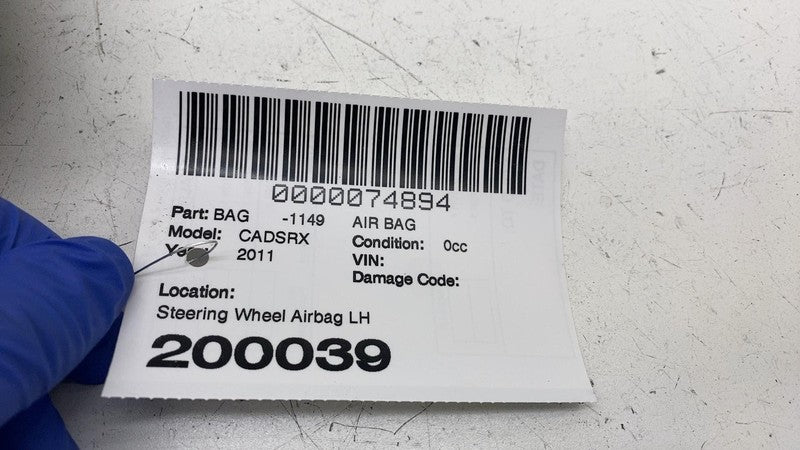 0000074894
Part: BAG -1149 AIR BAG
Model: CADSRX Condition: 0cc
2011 VIN:
Damage Code:
Location:
Steering Wheel Airbag LH
200039